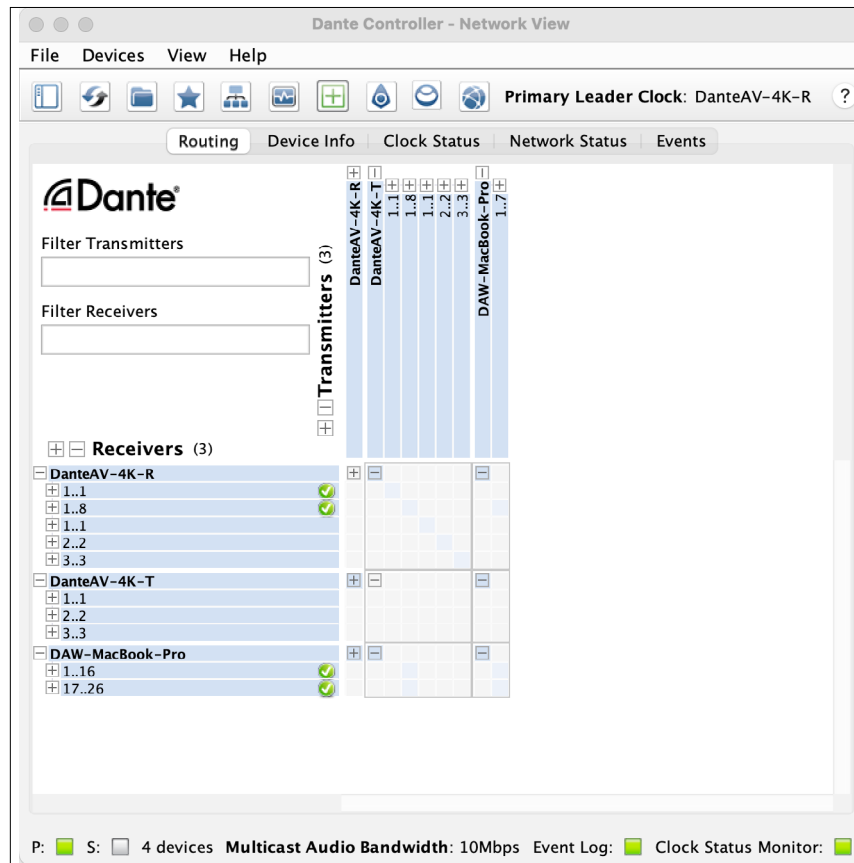 Dante Controller - Network View
File Devices View Help
Primary Leader Clock: DanteAV-4K-R ?
Routing Device Info Clock Status Network Status Events
Dante®
Filter Transmitters
Filter Receivers
Transmitters (3)
DanteAV-4K-R
DanteAV-4K-T
1..1
1..8
1..1
2..2
3..3
DAW-MacBook-Pro
1..7
Receivers (3)
DanteAV-4K-R
1..1
1..8
1..1
2..2
3..3
DanteAV-4K-T
1..1
2..2
3..3
DAW-MacBook-Pro
1..16
17..26
P: S: 4 devices Multicast Audio Bandwidth: 10Mbps Event Log: Clock Status Monitor: